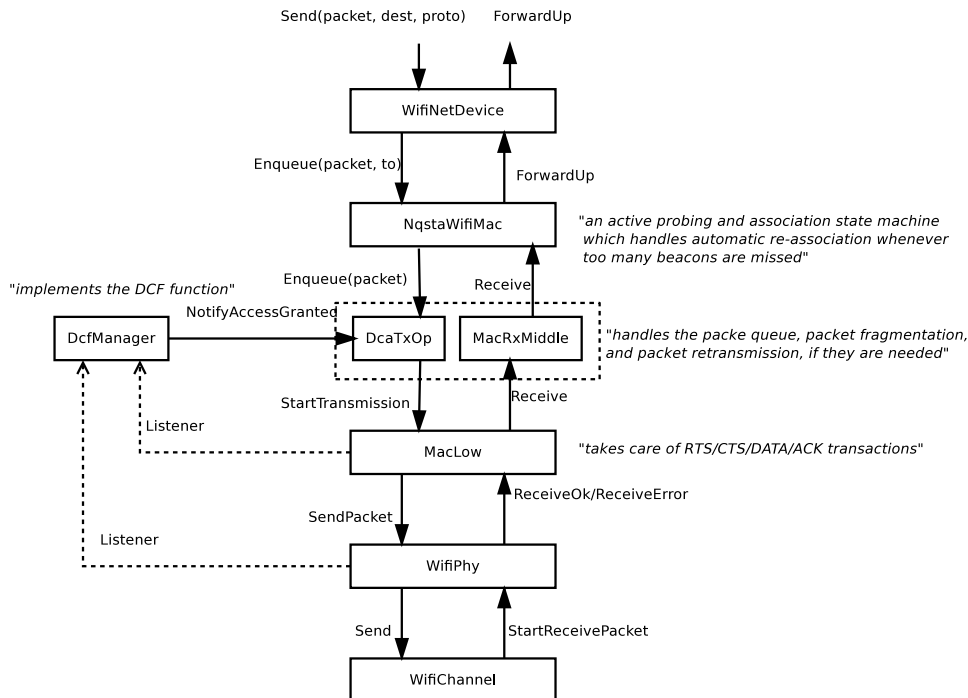 Send(packet, dest, proto)
ForwardUp
WifiNetDevice
Enqueue(packet, to)
ForwardUp
NqstaWifiMac
"an active probing and association state machine
which handles automatic re-association whenever
too many beacons are missed"
Enqueue(packet)
Receive
"implements the DCF function"
NotifyAccessGranted
DcfManager
DcaTxOp
MacRxMiddle
"handles the packe queue, packet fragmentation,
and packet retransmission, if they are needed"
StartTransmission
Receive
Listener
MacLow
"takes care of RTS/CTS/DATA/ACK transactions"
ReceiveOk/ReceiveError
SendPacket
Listener
WifiPhy
Send
StartReceivePacket
WifiChannel